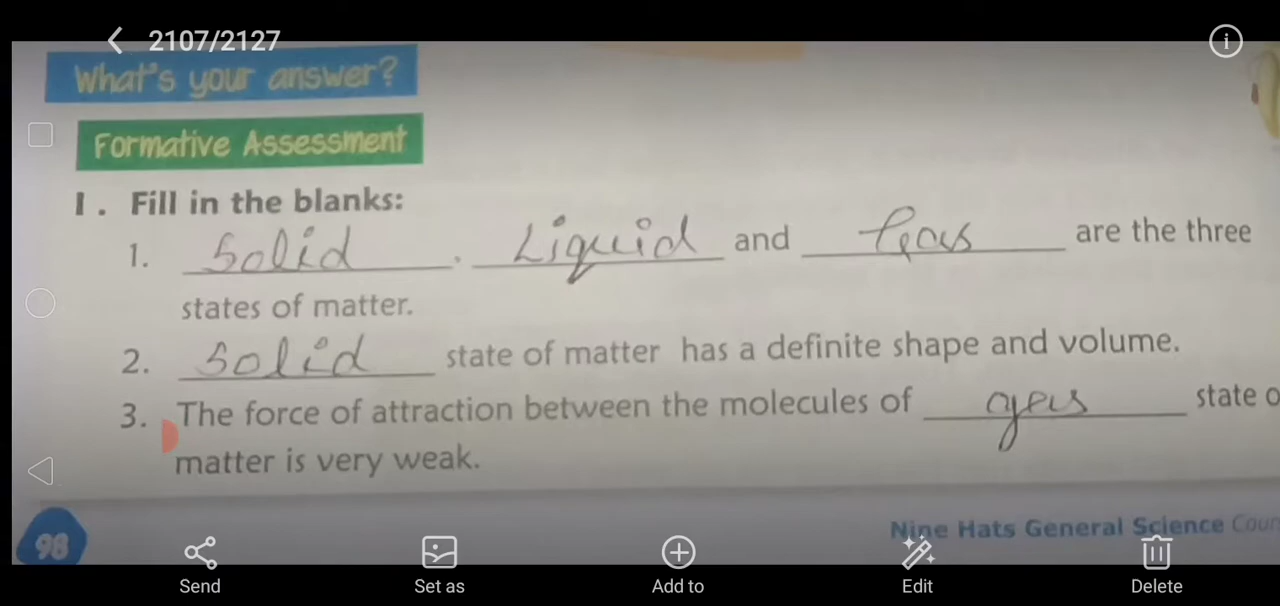 2107/2127
What's your answer?
Formative Assessment
I. Fill in the blanks:
1. Solid, Liquid and Gas are the three
states of matter.
2. Solid state of matter has a definite shape and volume.
3. The force of attraction between the molecules of gas state o
matter is very weak.
98
Nine Hats General Science Cour
Send Set as Add to Edit Delete